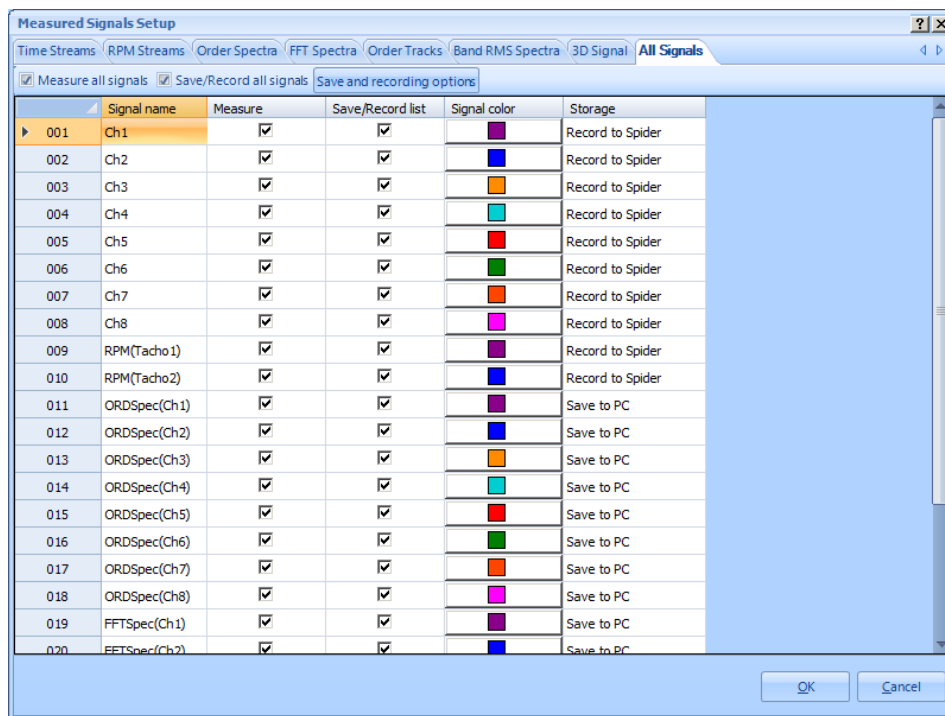 Measured Signals Setup
Time Streams RPM Streams Order Spectra FFT Spectra Order Tracks Band RMS Spectra 3D Signal All Signals
Measure all signals Save/Record all signals Save and recording options
Signal name Measure Save/Record list Signal color Storage
001 Ch1 Record to Spider
002 Ch2 Record to Spider
003 Ch3 Record to Spider
004 Ch4 Record to Spider
005 Ch5 Record to Spider
006 Ch6 Record to Spider
007 Ch7 Record to Spider
008 Ch8 Record to Spider
009 RPM(Tacho1) Record to Spider
010 RPM(Tacho2) Record to Spider
011 ORDSpec(Ch1) Save to PC
012 ORDSpec(Ch2) Save to PC
013 ORDSpec(Ch3) Save to PC
014 ORDSpec(Ch4) Save to PC
015 ORDSpec(Ch5) Save to PC
016 ORDSpec(Ch6) Save to PC
017 ORDSpec(Ch7) Save to PC
018 ORDSpec(Ch8) Save to PC
019 FFTSpec(Ch1) Save to PC
020 FFTSpec(Ch2) Save to PC
OK Cancel